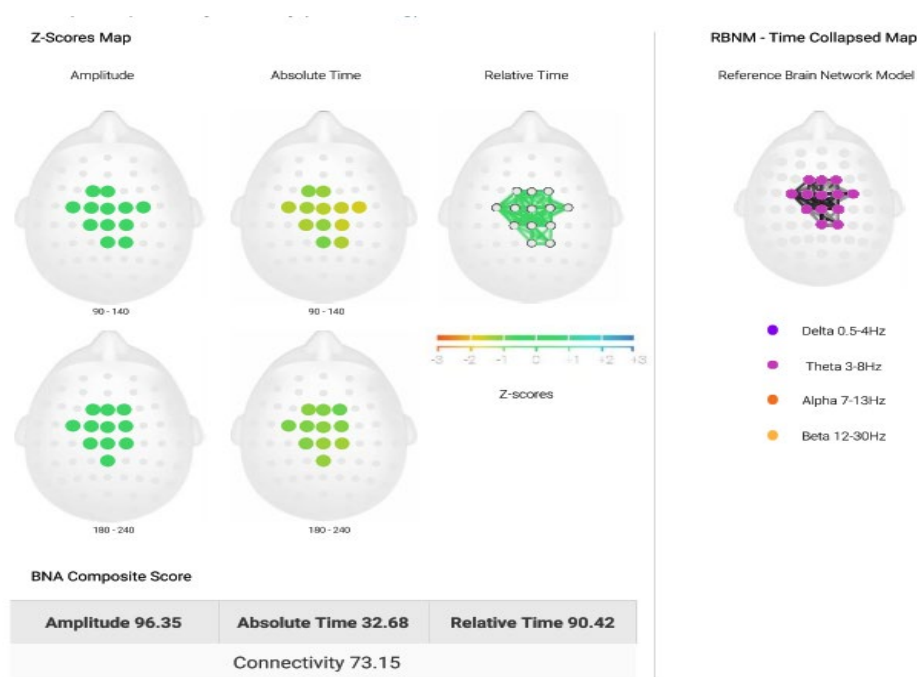 Z-Scores Map
Amplitude
Absolute Time
Relative Time
90 - 140
90 - 140
-3 -2 -1 0 +1 +2 +3
Z-scores
180 - 240
180 - 240
BNA Composite Score
Amplitude 96.35
Absolute Time 32.68
Relative Time 90.42
Connectivity 73.15
RBNM - Time Collapsed Map
Reference Brain Network Model
Delta 0.5-4Hz
Theta 3-8Hz
Alpha 7-13Hz
Beta 12-30Hz